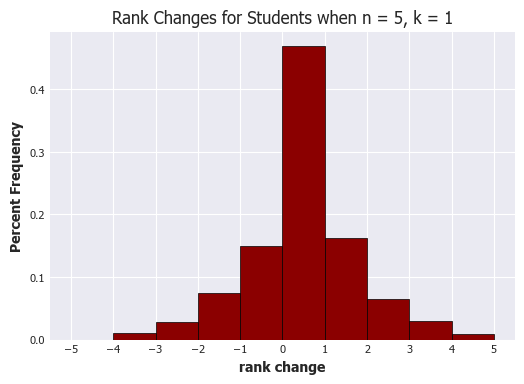 Rank Changes for Students when n = 5, k = 1
Percent Frequency
0.4
0.3
0.2
0.1
0.0
−5 −4 −3 −2 −1 0 1 2 3 4 5
rank change